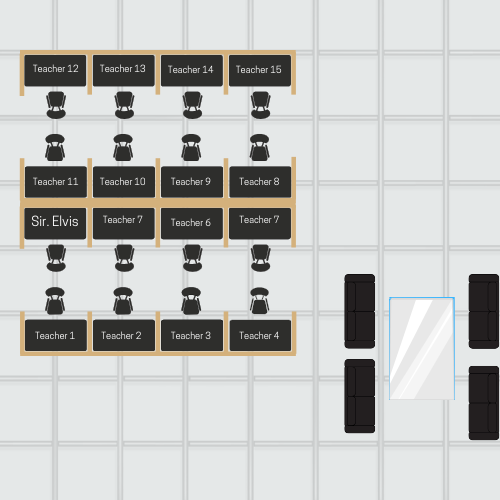 Teacher 12
Teacher 13
Teacher 14
Teacher 15
Teacher 11
Teacher 10
Teacher 9
Teacher 8
Sir. Elvis
Teacher 7
Teacher 6
Teacher 7
Teacher 1
Teacher 2
Teacher 3
Teacher 4